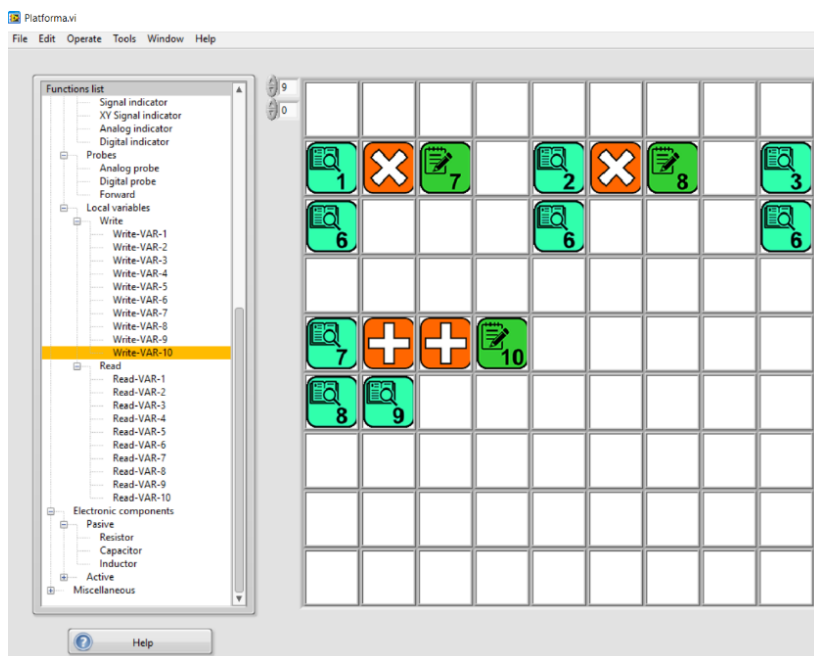 Platforma.vi
File Edit Operate Tools Window Help
Functions list
Signal indicator
XY Signal indicator
Analog indicator
Digital indicator
Probes
Analog probe
Digital probe
Forward
Local variables
Write
Write-VAR-1
Write-VAR-2
Write-VAR-3
Write-VAR-4
Write-VAR-5
Write-VAR-6
Write-VAR-7
Write-VAR-8
Write-VAR-9
Write-VAR-10
Read
Read-VAR-1
Read-VAR-2
Read-VAR-3
Read-VAR-4
Read-VAR-5
Read-VAR-6
Read-VAR-7
Read-VAR-8
Read-VAR-9
Read-VAR-10
Electronic components
Pasive
Resistor
Capacitor
Inductor
Active
Miscellaneous
Help
9
0
1 7 2 8 3
6 6 6
7 10
8 9